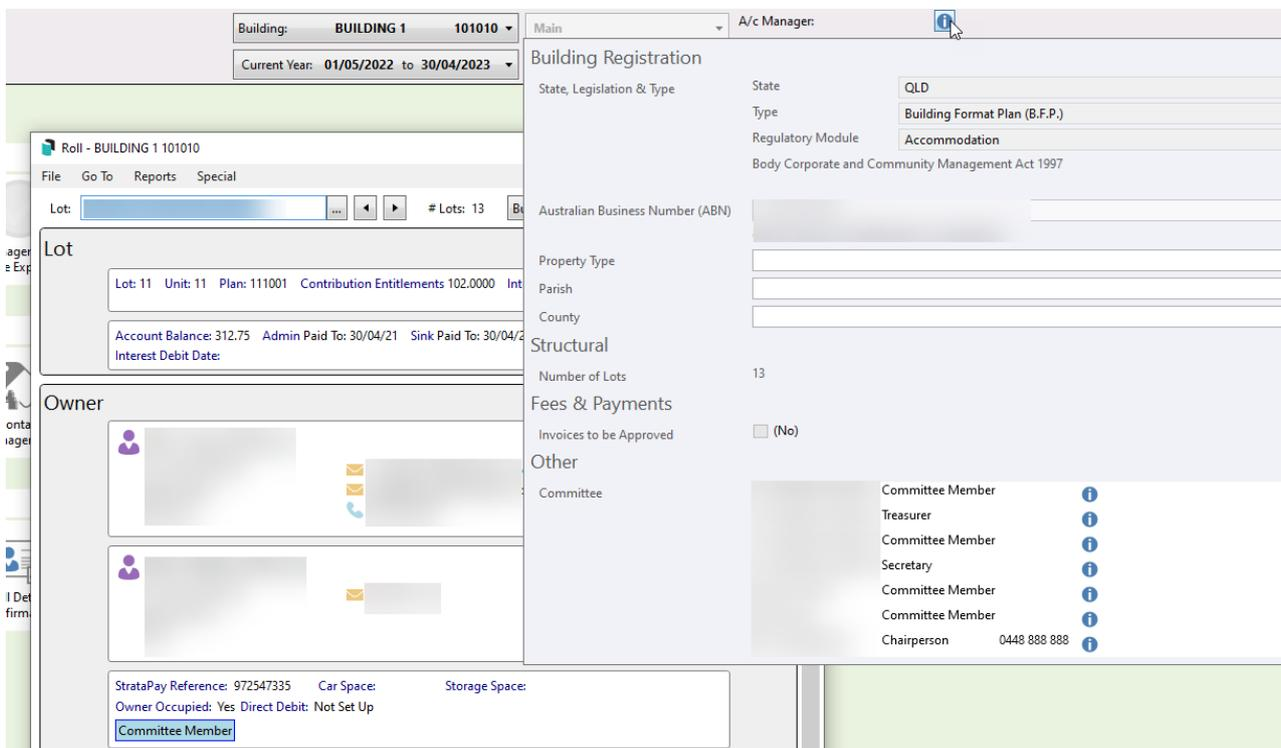 Building: BUILDING 1 101010
Main
A/c Manager:
Current Year: 01/05/2022 to 30/04/2023
Building Registration
State, Legislation & Type
State QLD
Type Building Format Plan (B.F.P.)
Regulatory Module Accommodation
Body Corporate and Community Management Act 1997
Australian Business Number (ABN)
Property Type
Parish
County
Structural
Number of Lots 13
Fees & Payments
Invoices to be Approved (No)
Other
Committee
Committee Member
Treasurer
Committee Member
Secretary
Committee Member
Committee Member
Chairperson 0448 888 888
Roll - BUILDING 1 101010
File Go To Reports Special
Lot: ... # Lots: 13
Lot
Lot: 11 Unit: 11 Plan: 111001 Contribution Entitlements 102.0000
Account Balance: 312.75 Admin Paid To: 30/04/21 Sink Paid To:
Interest Debit Date:
Owner
StrataPay Reference: 972547335 Car Space: Storage Space:
Owner Occupied: Yes Direct Debit: Not Set Up
Committee Member